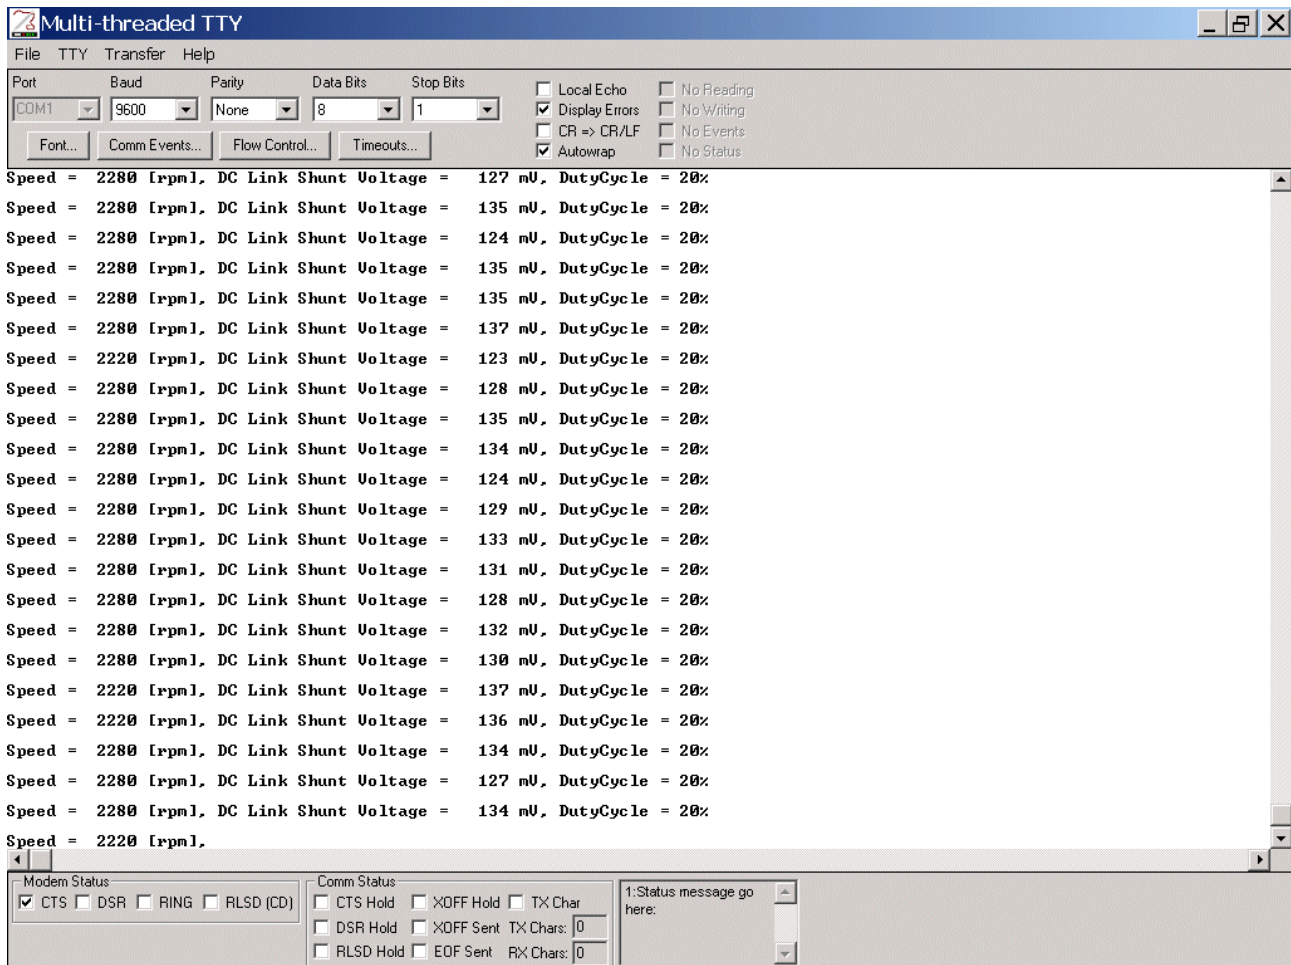 Multi-threaded TTY
File TTY Transfer Help
Port Baud Parity Data Bits Stop Bits
COM1 9600 None 8 1
Font... Comm Events... Flow Control... Timeouts...
Local Echo No Reading
Display Errors No Writing
CR => CR/LF No Events
Autowrap No Status
Speed = 2280 [rpm], DC Link Shunt Voltage = 127 mV, DutyCycle = 20%
Speed = 2280 [rpm], DC Link Shunt Voltage = 135 mV, DutyCycle = 20%
Speed = 2280 [rpm], DC Link Shunt Voltage = 124 mV, DutyCycle = 20%
Speed = 2280 [rpm], DC Link Shunt Voltage = 135 mV, DutyCycle = 20%
Speed = 2280 [rpm], DC Link Shunt Voltage = 135 mV, DutyCycle = 20%
Speed = 2280 [rpm], DC Link Shunt Voltage = 137 mV, DutyCycle = 20%
Speed = 2220 [rpm], DC Link Shunt Voltage = 123 mV, DutyCycle = 20%
Speed = 2280 [rpm], DC Link Shunt Voltage = 128 mV, DutyCycle = 20%
Speed = 2280 [rpm], DC Link Shunt Voltage = 135 mV, DutyCycle = 20%
Speed = 2280 [rpm], DC Link Shunt Voltage = 134 mV, DutyCycle = 20%
Speed = 2280 [rpm], DC Link Shunt Voltage = 124 mV, DutyCycle = 20%
Speed = 2280 [rpm], DC Link Shunt Voltage = 129 mV, DutyCycle = 20%
Speed = 2280 [rpm], DC Link Shunt Voltage = 133 mV, DutyCycle = 20%
Speed = 2280 [rpm], DC Link Shunt Voltage = 131 mV, DutyCycle = 20%
Speed = 2280 [rpm], DC Link Shunt Voltage = 128 mV, DutyCycle = 20%
Speed = 2280 [rpm], DC Link Shunt Voltage = 132 mV, DutyCycle = 20%
Speed = 2280 [rpm], DC Link Shunt Voltage = 130 mV, DutyCycle = 20%
Speed = 2220 [rpm], DC Link Shunt Voltage = 137 mV, DutyCycle = 20%
Speed = 2220 [rpm], DC Link Shunt Voltage = 136 mV, DutyCycle = 20%
Speed = 2280 [rpm], DC Link Shunt Voltage = 134 mV, DutyCycle = 20%
Speed = 2280 [rpm], DC Link Shunt Voltage = 127 mV, DutyCycle = 20%
Speed = 2280 [rpm], DC Link Shunt Voltage = 134 mV, DutyCycle = 20%
Speed = 2220 [rpm],
Modem Status
CTS DSR RING RLSD (CD)
Comm Status
CTS Hold XOFF Hold TX Char
DSR Hold XOFF Sent TX Chars: 0
RLSD Hold EOF Sent RX Chars: 0
1:Status message go
here: